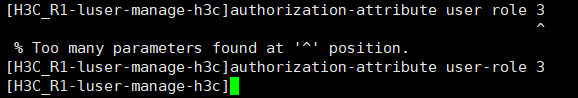 [H3C_R1-luser-manage-h3c]authorization-attribute user role 3
^
% Too many parameters found at '^' position.
[H3C_R1-luser-manage-h3c]authorization-attribute user-role 3
[H3C_R1-luser-manage-h3c]